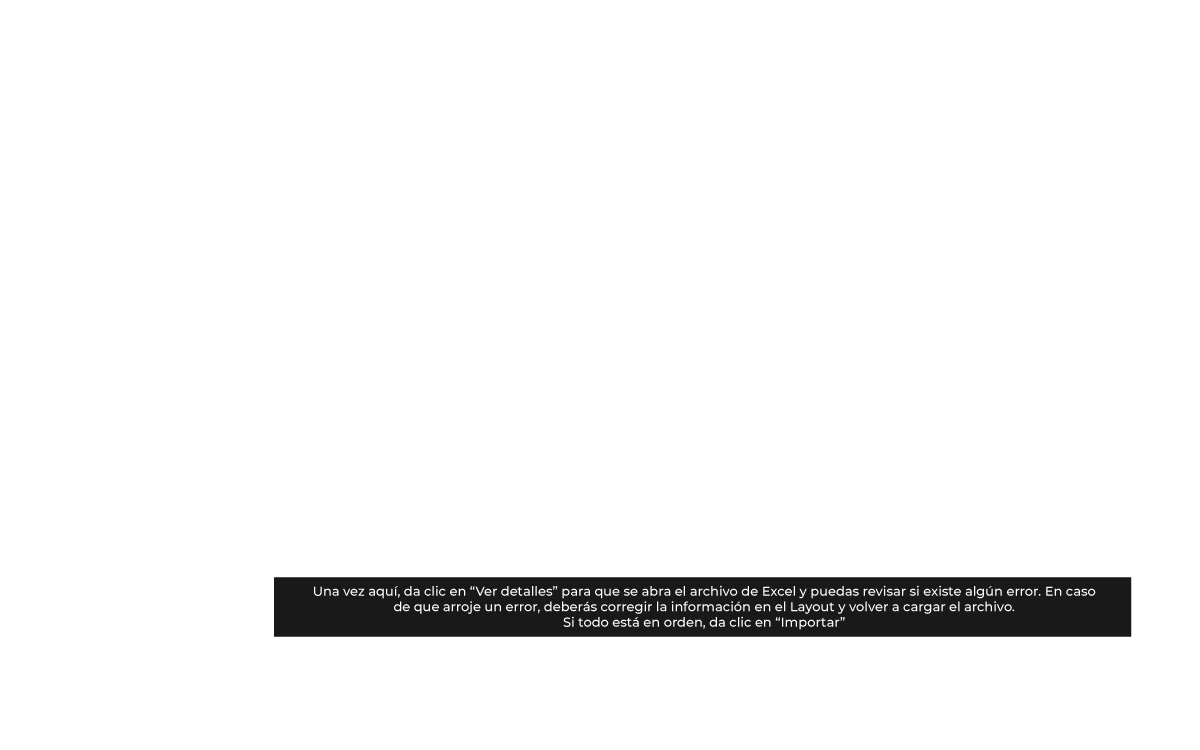 Una vez aquí, da clic en “Ver detalles” para que se abra el archivo de Excel y puedas revisar si existe algún error. En caso
de que arroje un error, deberás corregir la información en el Layout y volver a cargar el archivo.
Si todo está en orden, da clic en “Importar”